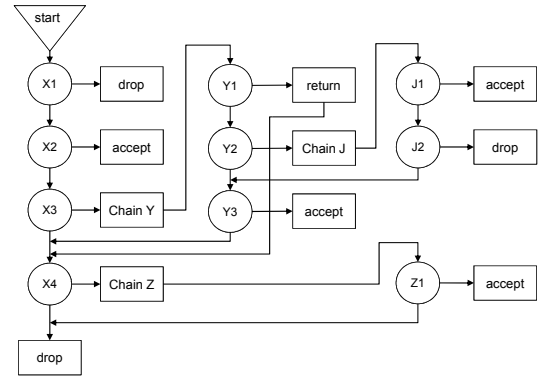 start
X1
drop
Y1
return
J1
accept
X2
accept
Y2
Chain J
J2
drop
X3
Chain Y
Y3
accept
X4
Chain Z
Z1
accept
drop